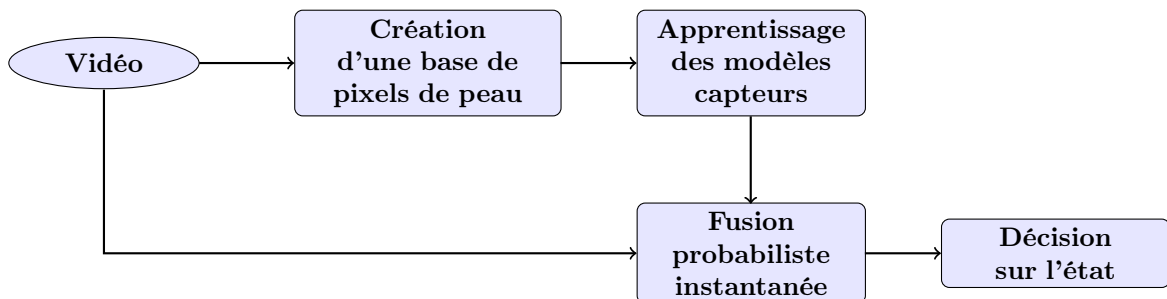 Vidéo
Création
d'une base de
pixels de peau
Apprentissage
des modèles
capteurs
Fusion
probabiliste
instantanée
Décision
sur l'état